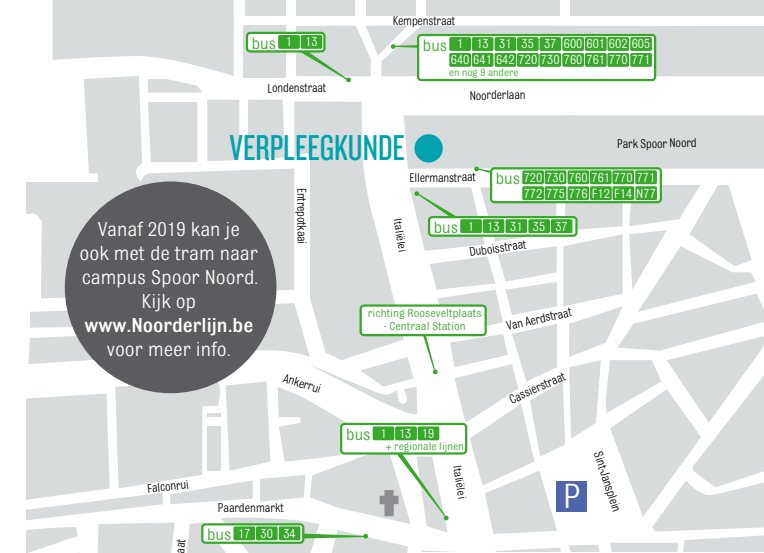 Kempenstraat
bus 1 13
bus 1 13 31 35 37 600 601 602 605
640 641 642 720 730 760 761 770 771
en nog 9 andere
Londenstraat
Noorderlaan
VERPLEEGKUNDE
Park Spoor Noord
Ellermanstraat
bus 720 730 760 761 770 771
772 775 776 F12 F14 N77
Entrepotkaai
Italiëlei
bus 1 13 31 35 37
Duboisstraat
Vanaf 2019 kan je
ook met de tram naar
campus Spoor Noord.
Kijk op
www.Noorderlijn.be
voor meer info.
richting Rooseveltplaats
- Centraal Station
Van Aerdtstraat
Ankerrui
Cassierstraat
bus 1 13 19
+ regionale lijnen
Italiëlei
Sint-Jansplein
Falconrui
P
Paardenmarkt
bus 17 30 34
aat